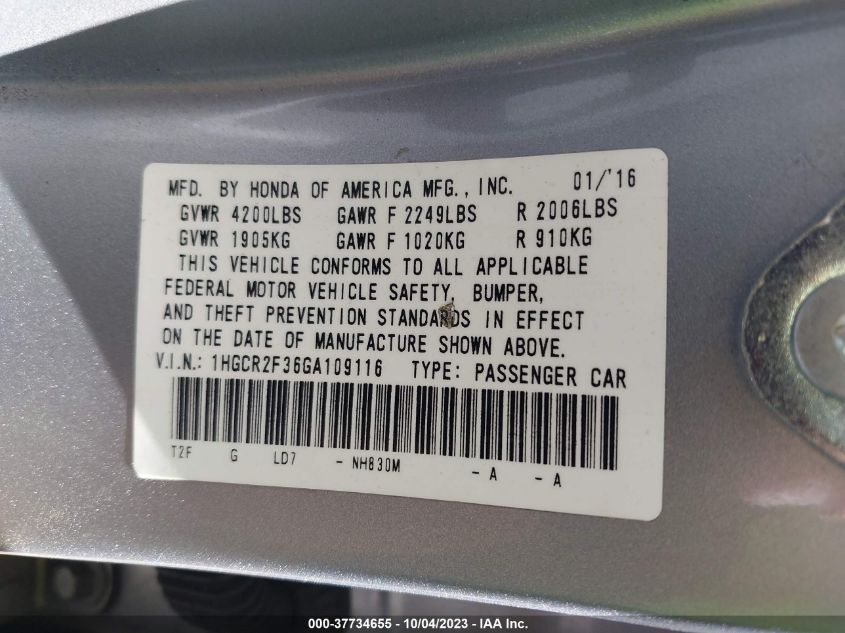 MFD. BY HONDA OF AMERICA MFG., INC. 01/'16
GVWR 4200LBS GAWR F 2249LBS R 2006LBS
GVWR 1905KG GAWR F 1020KG R 910KG
THIS VEHICLE CONFORMS TO ALL APPLICABLE
FEDERAL MOTOR VEHICLE SAFETY, BUMPER,
AND THEFT PREVENTION STANDARDS IN EFFECT
ON THE DATE OF MANUFACTURE SHOWN ABOVE.
V.I.N.: 1HGCR2F36GA109116 TYPE: PASSENGER CAR
T2F G LD7 - NH830M - A - A
000-37734655 - 10/04/2023 - IAAI Inc.